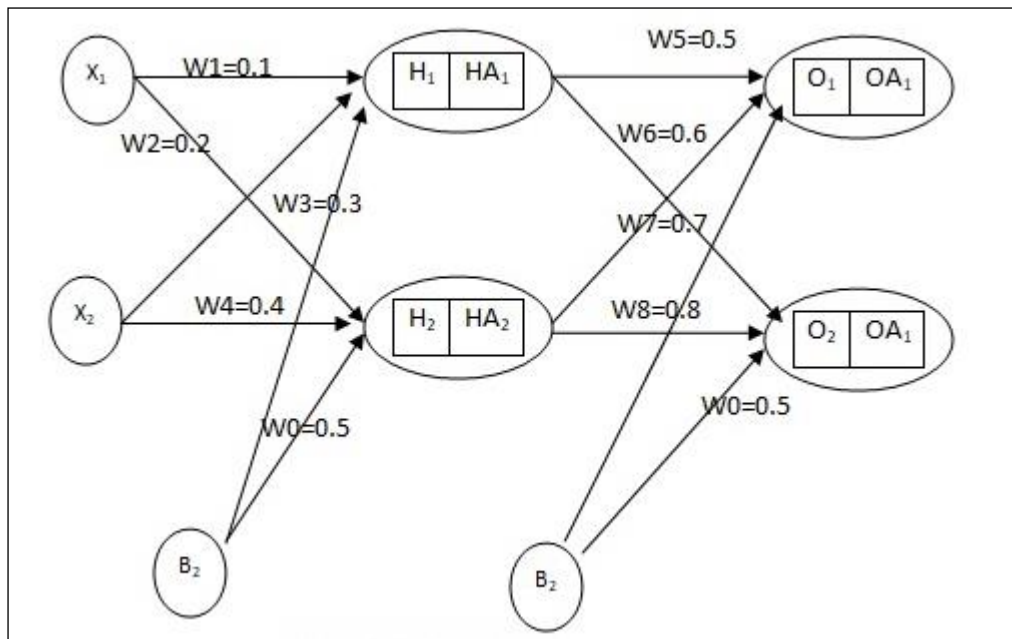 W5=0.5
X₁ W1=0.1 H₁ HA₁ O₁ OA₁
W2=0.2 W6=0.6
W3=0.3 W7=0.7
X₂ W4=0.4 H₂ HA₂ W8=0.8 O₂ OA₁
W0=0.5 W0=0.5
B₂ B₂